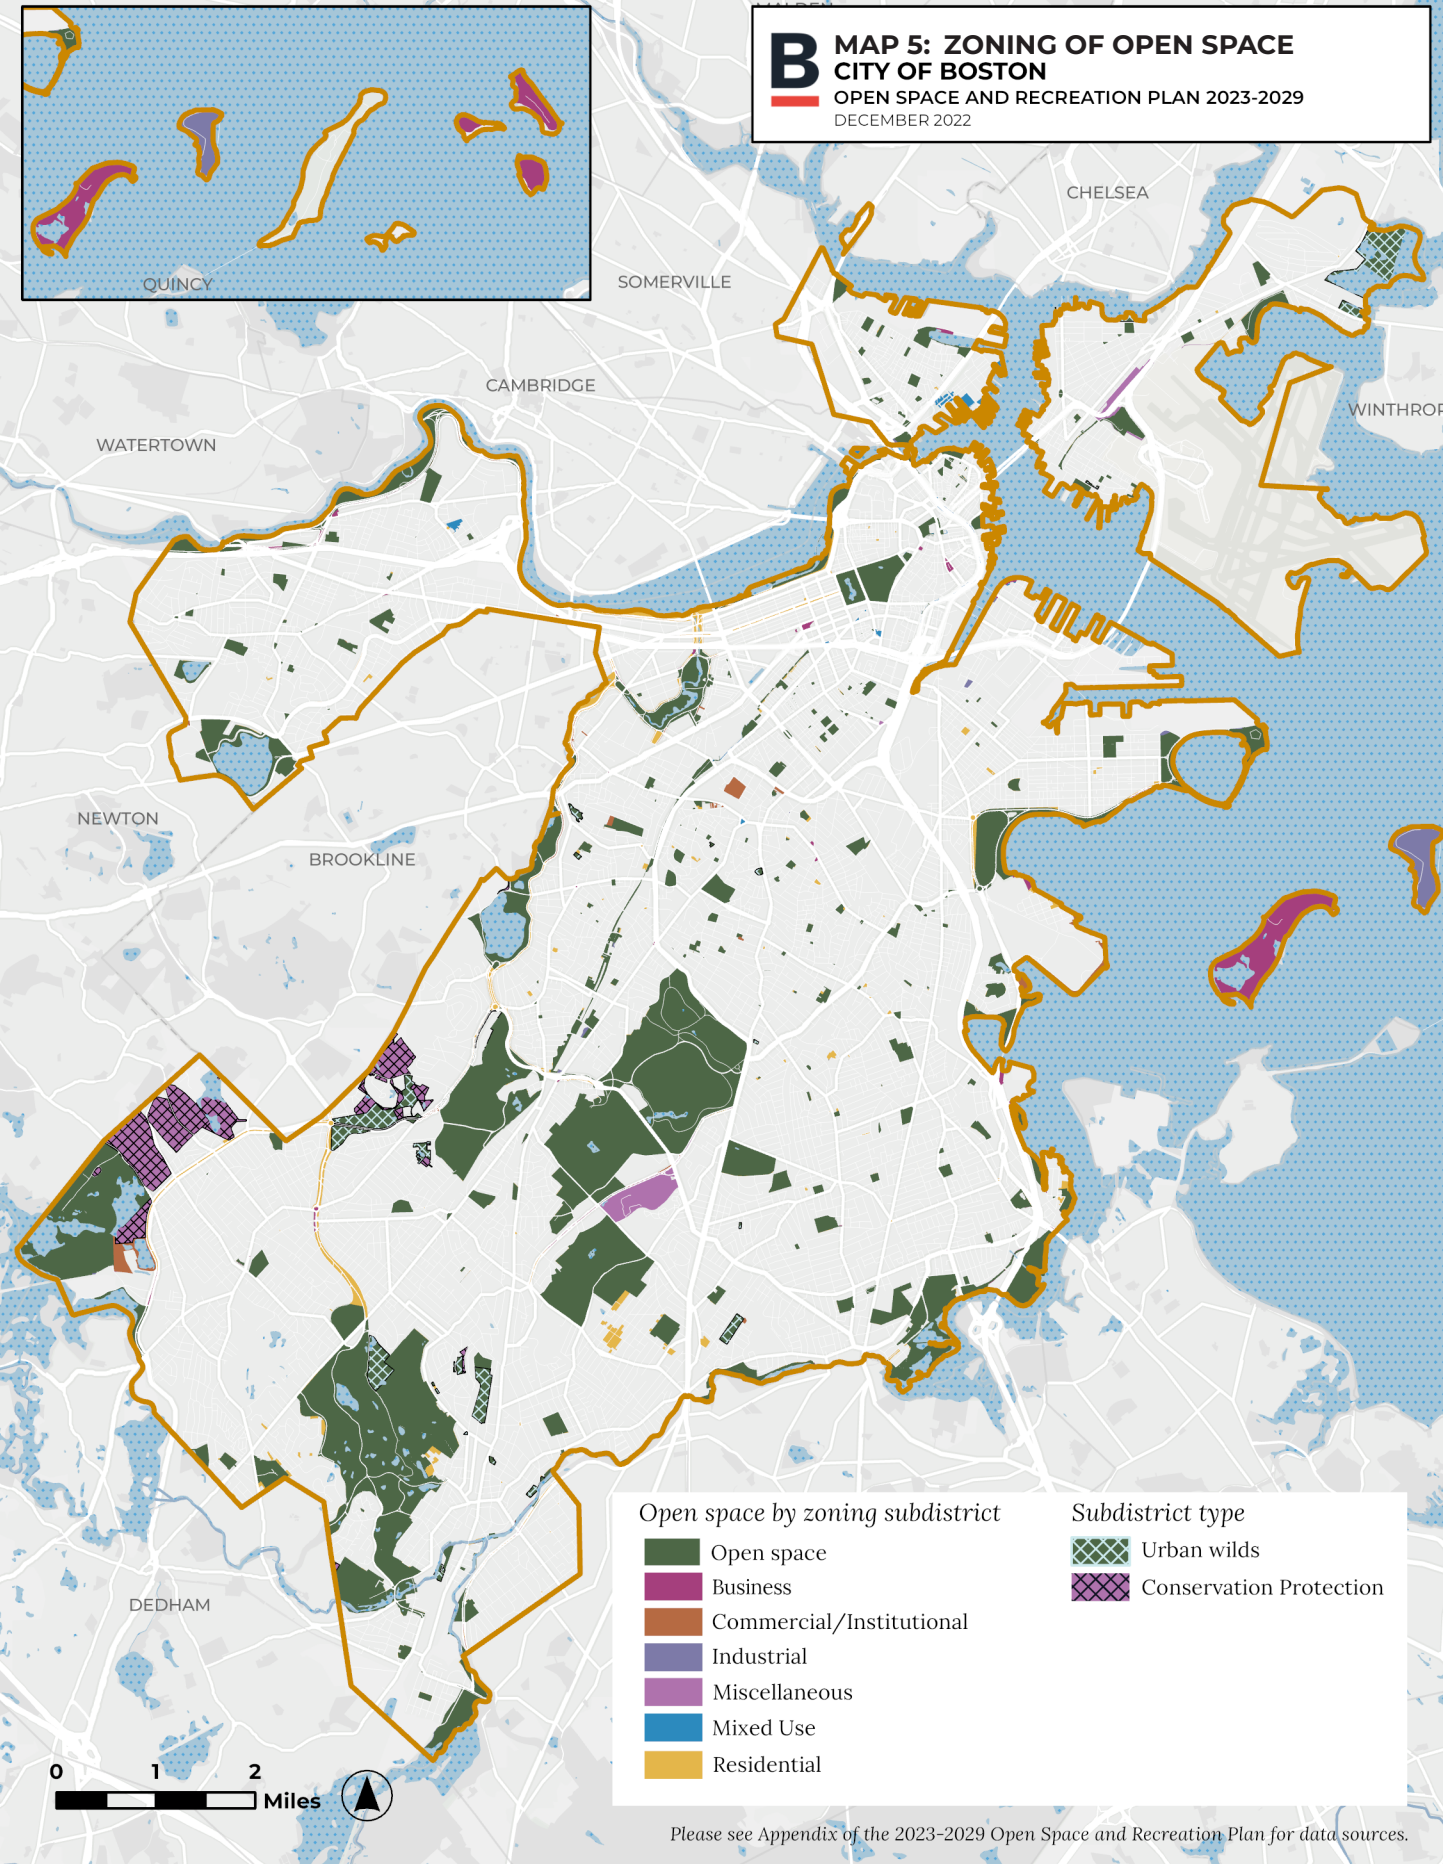 MALDEN
B
MAP 5: ZONING OF OPEN SPACE
CITY OF BOSTON
OPEN SPACE AND RECREATION PLAN 2023-2029
DECEMBER 2022
QUINCY
CHELSEA
SOMERVILLE
CAMBRIDGE
WINTHROP
WATERTOWN
NEWTON
BROOKLINE
DEDHAM
Open space by zoning subdistrict
Open space
Business
Commercial/Institutional
Industrial
Miscellaneous
Mixed Use
Residential
Subdistrict type
Urban wilds
Conservation Protection
0 1 2
Miles
Please see Appendix of the 2023-2029 Open Space and Recreation Plan for data sources.